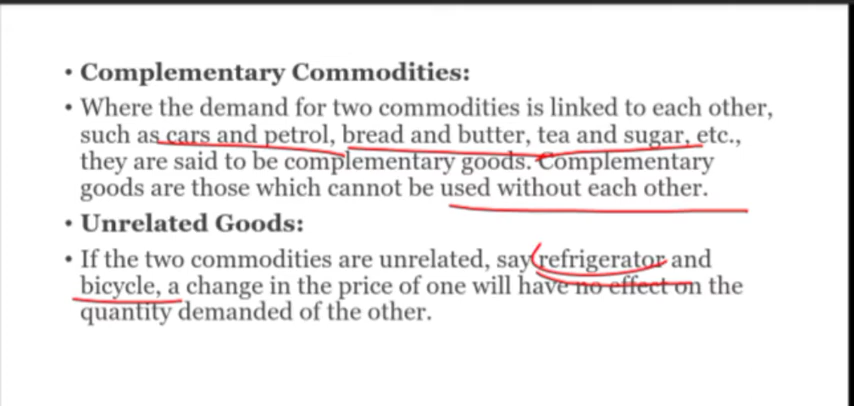 • Complementary Commodities:
• Where the demand for two commodities is linked to each other,
such as cars and petrol, bread and butter, tea and sugar, etc.,
they are said to be complementary goods. Complementary
goods are those which cannot be used without each other.
• Unrelated Goods:
• If the two commodities are unrelated, say refrigerator and
bicycle, a change in the price of one will have no effect on the
quantity demanded of the other.